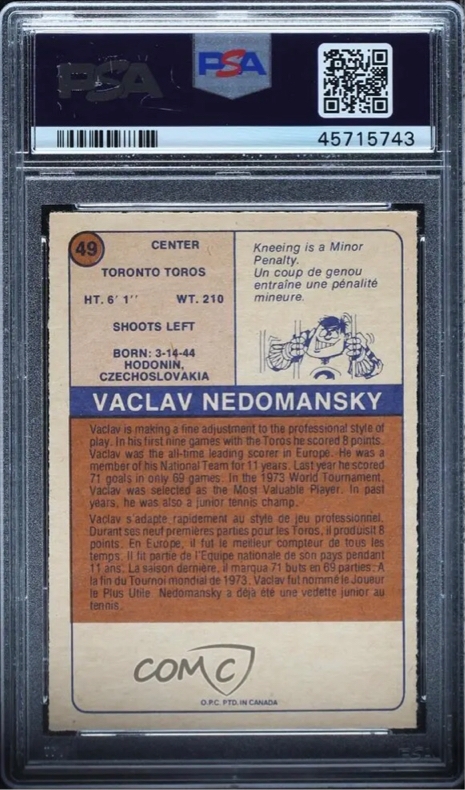 PSA
PSA
45715743
49
CENTER
TORONTO TOROS
HT. 6' 1'' WT. 210
SHOOTS LEFT
BORN: 3-14-44
HODONIN,
CZECHOSLOVAKIA
Kneeing is a Minor
Penalty.
Un coup de genou
entraîne une pénalité
mineure.
VACLAV NEDOMANSKY
Vaclav is making a fine adjustment to the professional style of
play. In his first nine games with the Toros he scored 8 points.
Vaclav was the all-time leading scorer in Europe. He was a
member of his National Team for 11 years. Last year he scored
71 goals in only 69 games. In the 1973 World Tournament,
Vaclav was selected as the Most Valuable Player. In past
years, he was also a junior tennis champ.
Vaclav s'adapte rapidement au style de jeu professionnel.
Durant ses neuf premières parties pour les Toros, il produisit 8
points. En Europe, il fut le meilleur compteur de tous les
temps. Il fit partie de l'Equipe nationale de son pays pendant
11 ans. La saison dernière, il marqua 71 buts en 69 parties. A
la fin du Tournoi mondial de 1973, Vaclav fut nommé le Joueur
le Plus Utile. Nedomansky a déjà été une vedette junior au
tennis.
COMC
O.P.C. PTD. IN CANADA